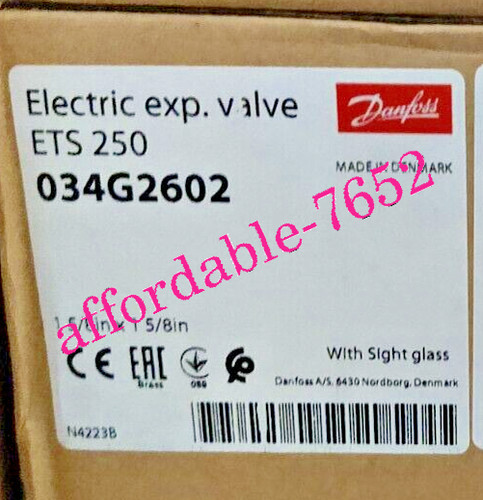 Electric exp. valve
Danfoss
ETS 250
MADE IN DENMARK
034G2602
affordable-7652
1 5/8in x 1 5/8in
With Sight glass
CE EAC
Brass
Danfoss A/S, 6430 Nordborg, Denmark
N4223B